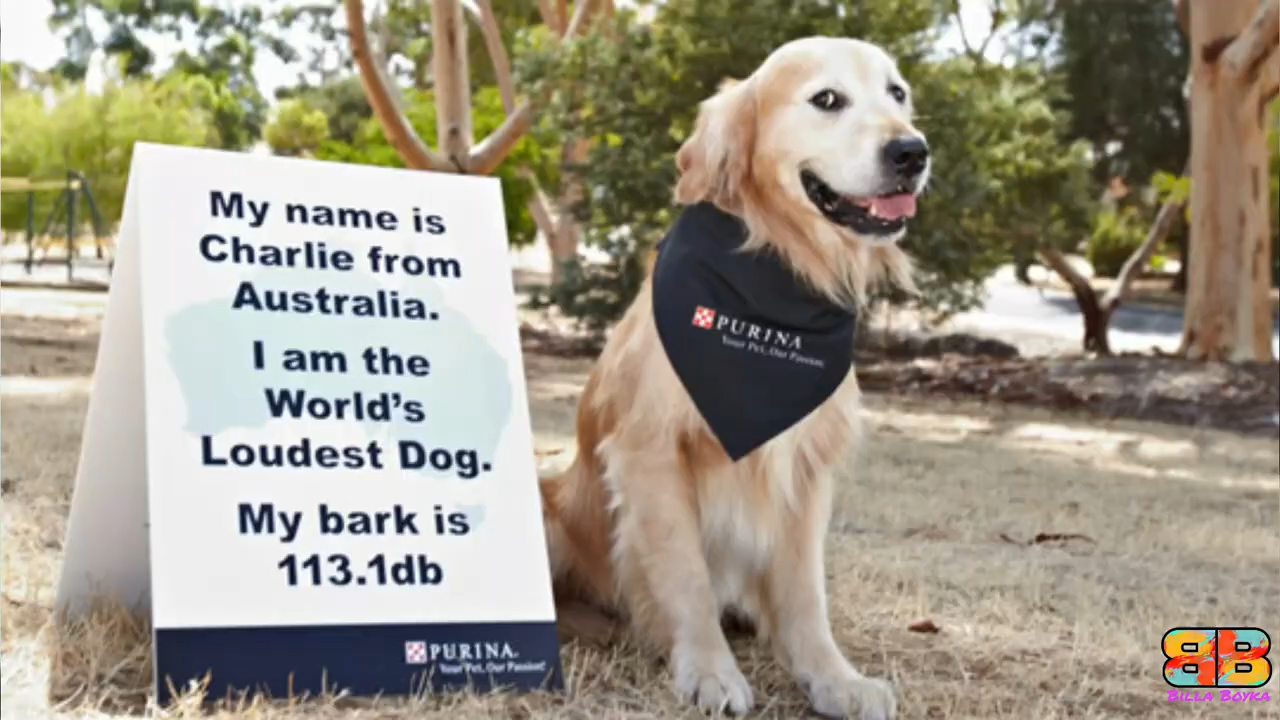 My name is
Charlie from
Australia.
I am the
World's
Loudest Dog.
My bark is
113.1db
PURINA.
Your Pet, Our Passion!
PURINA
Your Pet, Our Passion.
BB
BILLA BOYKA